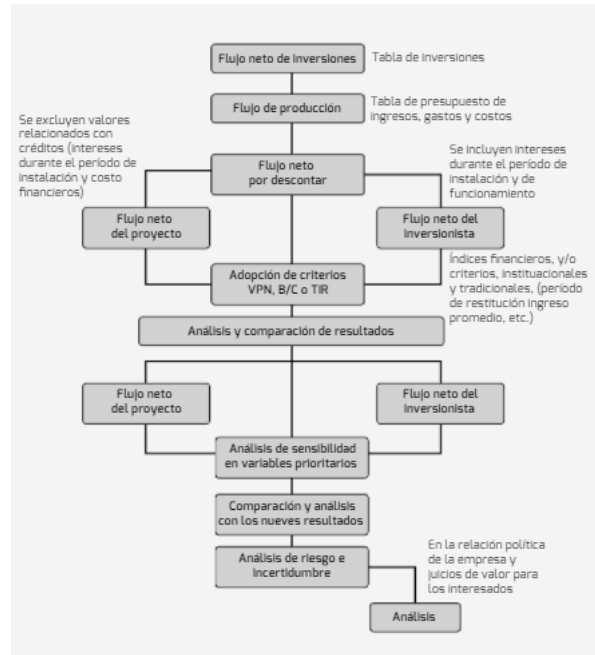 Flujo neto de inversiones
Tabla de inversiones
Flujo de producción
Tabla de presupuesto de
ingresos, gastos y costos
Se excluyen valores
relacionados con
créditos (intereses
durante el período de
instalación y costo
financieros)
Flujo neto
por descontar
Se incluyen intereses
durante el período de
instalación y de
funcionamiento
Flujo neto
del proyecto
Flujo neto del
inversionista
Adopción de criterios
VPN, B/C o TIR
Índices financieros, y/o
criterios, instituacionales
y tradicionales, (período
de restitución ingreso
promedio, etc.)
Análisis y comparación de resultados
Flujo neto
del proyecto
Flujo neto del
inversionista
Análisis de sensibilidad
en variables prioritarios
Comparación y análisis
con los nueves resultados
Análisis de riesgo e
incertidumbre
En la relación política
de la empresa y
juicios de valor para
los interesados
Análisis